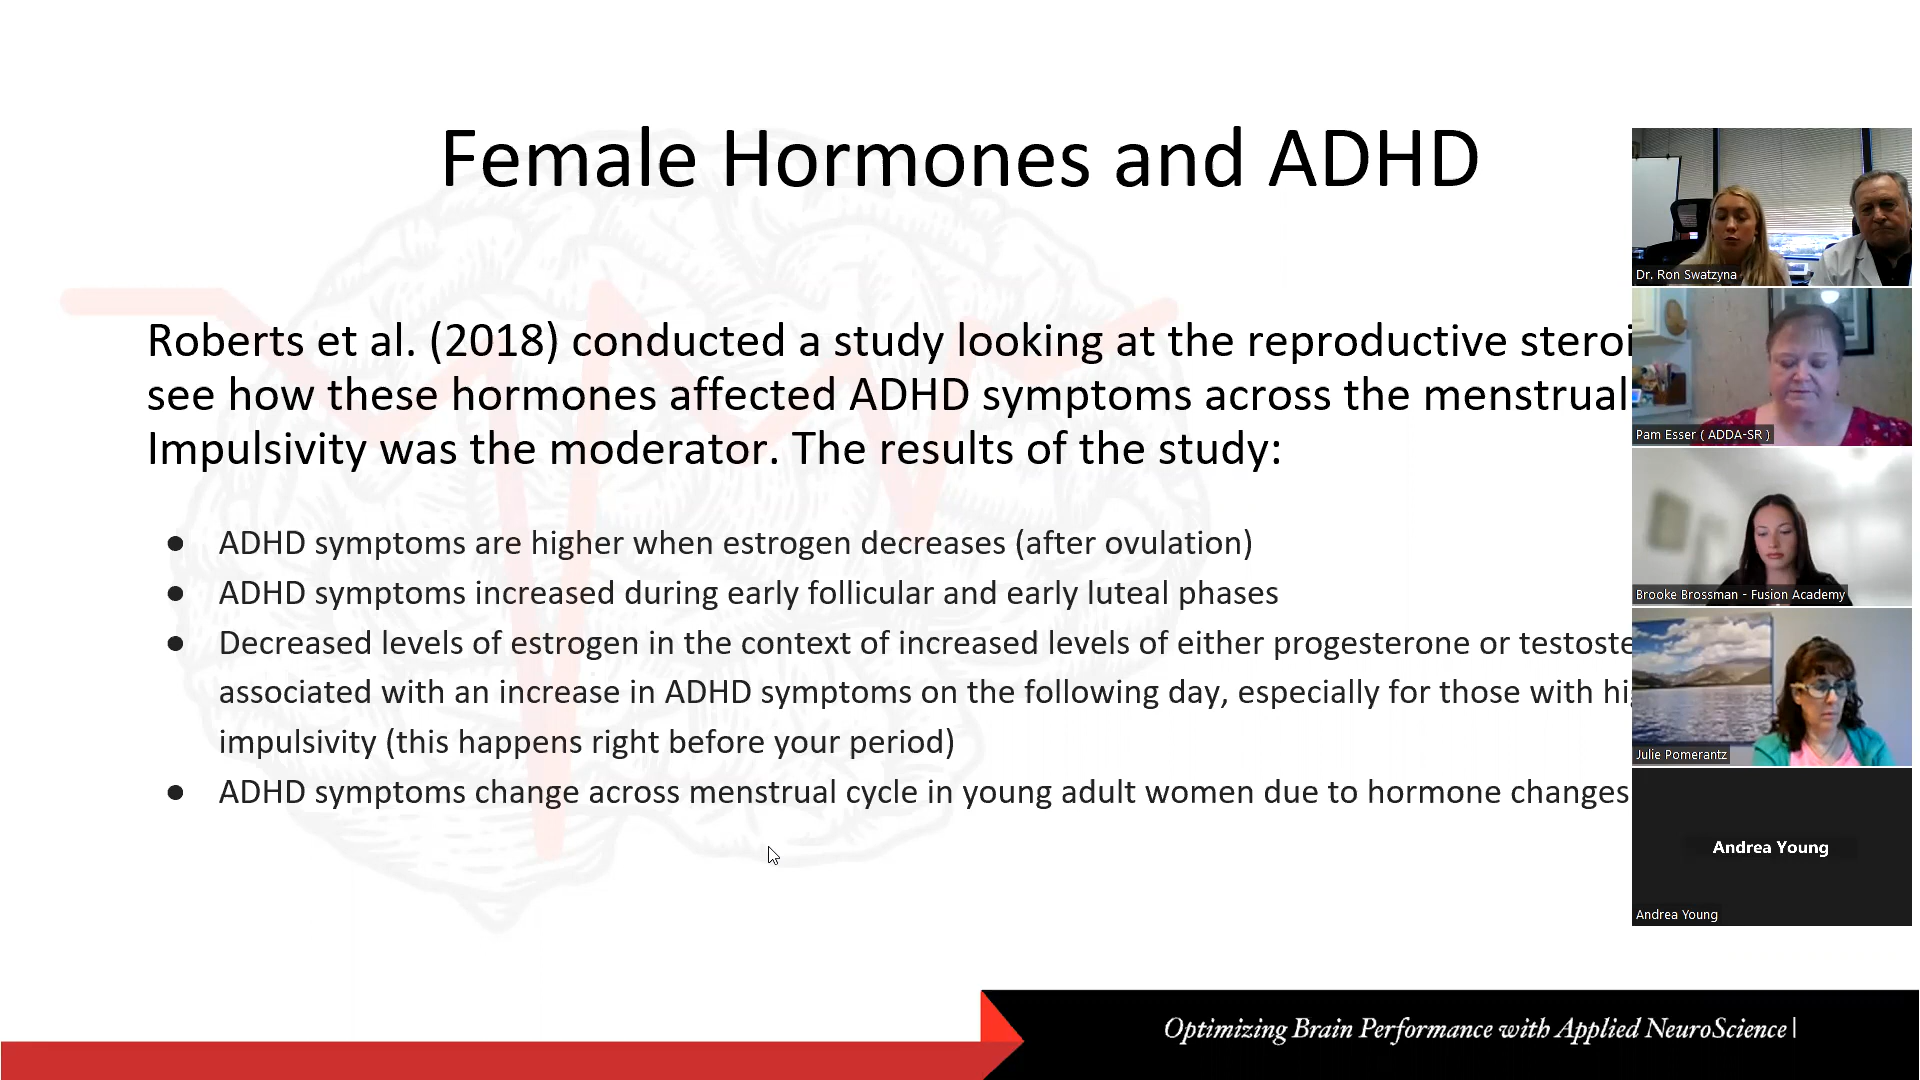 Female Hormones and ADHD
Roberts et al. (2018) conducted a study looking at the reproductive
see how these hormones affected ADHD symptoms across the menstrual
Impulsivity was the moderator. The results of the study:
● ADHD symptoms are higher when estrogen decreases (after ovulation)
● ADHD symptoms increased during early follicular and early luteal phases
● Decreased levels of estrogen in the context of increased levels of either progesterone or
associated with an increase in ADHD symptoms on the following day, especially for those with
impulsivity (this happens right before your period)
● ADHD symptoms change across menstrual cycle in young adult women due to hormone changes
Optimizing Brain Performance with Applied NeuroScience |
Dr. Ron Swatzyna
Pam Esser ( ADDA-SR )
Brooke Brossman - Fusion Academy
Julie Pomerantz
Andrea Young
Andrea Young